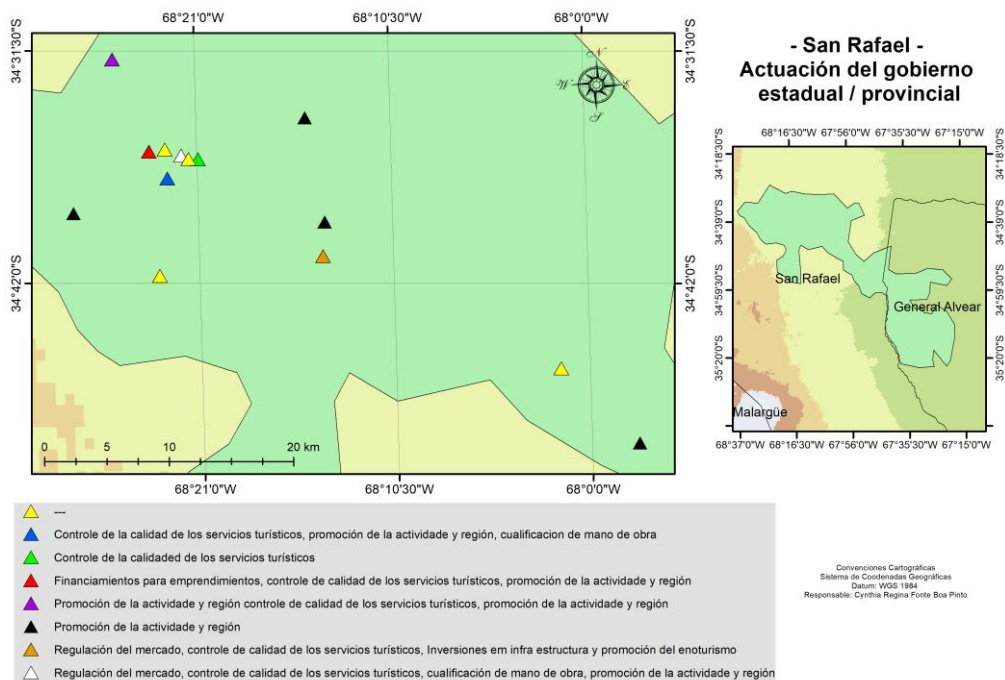 68°21'0"W 68°10'30"W 68°0'0"W
34°31'30"S
34°31'30"S
N
W E
S
34°42'0"S
34°42'0"S
0 5 10 20 km
68°21'0"W 68°10'30"W 68°0'0"W
- San Rafael -
Actuación del gobierno
estadual / provincial
68°16'30"W 67°56'0"W 67°35'30"W 67°15'0"W
34°18'30"S
34°18'30"S
34°39'0"S
34°39'0"S
34°59'30"S
34°59'30"S
35°20'0"S
35°20'0"S
San Rafael
General Alvear
Malargüe
68°37'0"W 68°16'30"W 67°56'0"W 67°35'30"W 67°15'0"W
---
Controle de la calidad de los servicios turísticos, promoción de la actividade y región, cualificacion de mano de obra
Controle de la calidaded de los servicios turísticos
Financiamientos para emprendimientos, controle de calidad de los servicios turísticos, promoción de la actividade y región
Promoción de la actividade y región controle de calidad de los servicios turísticos, promoción de la actividade y región
Promoción de la actividade y región
Regulación del mercado, controle de calidad de los servicios turísticos, Inversiones em infra estructura y promoción del enoturismo
Regulación del mercado, controle de calidad de los servicios turísticos, cualificación de mano de obra, promoción de la actividade y región
Convenciones Cartográficas
Sistema de Coodenadas Geográficas
Datum: WGS 1984
Responsable: Cynthia Regina Fonte Boa Pinto